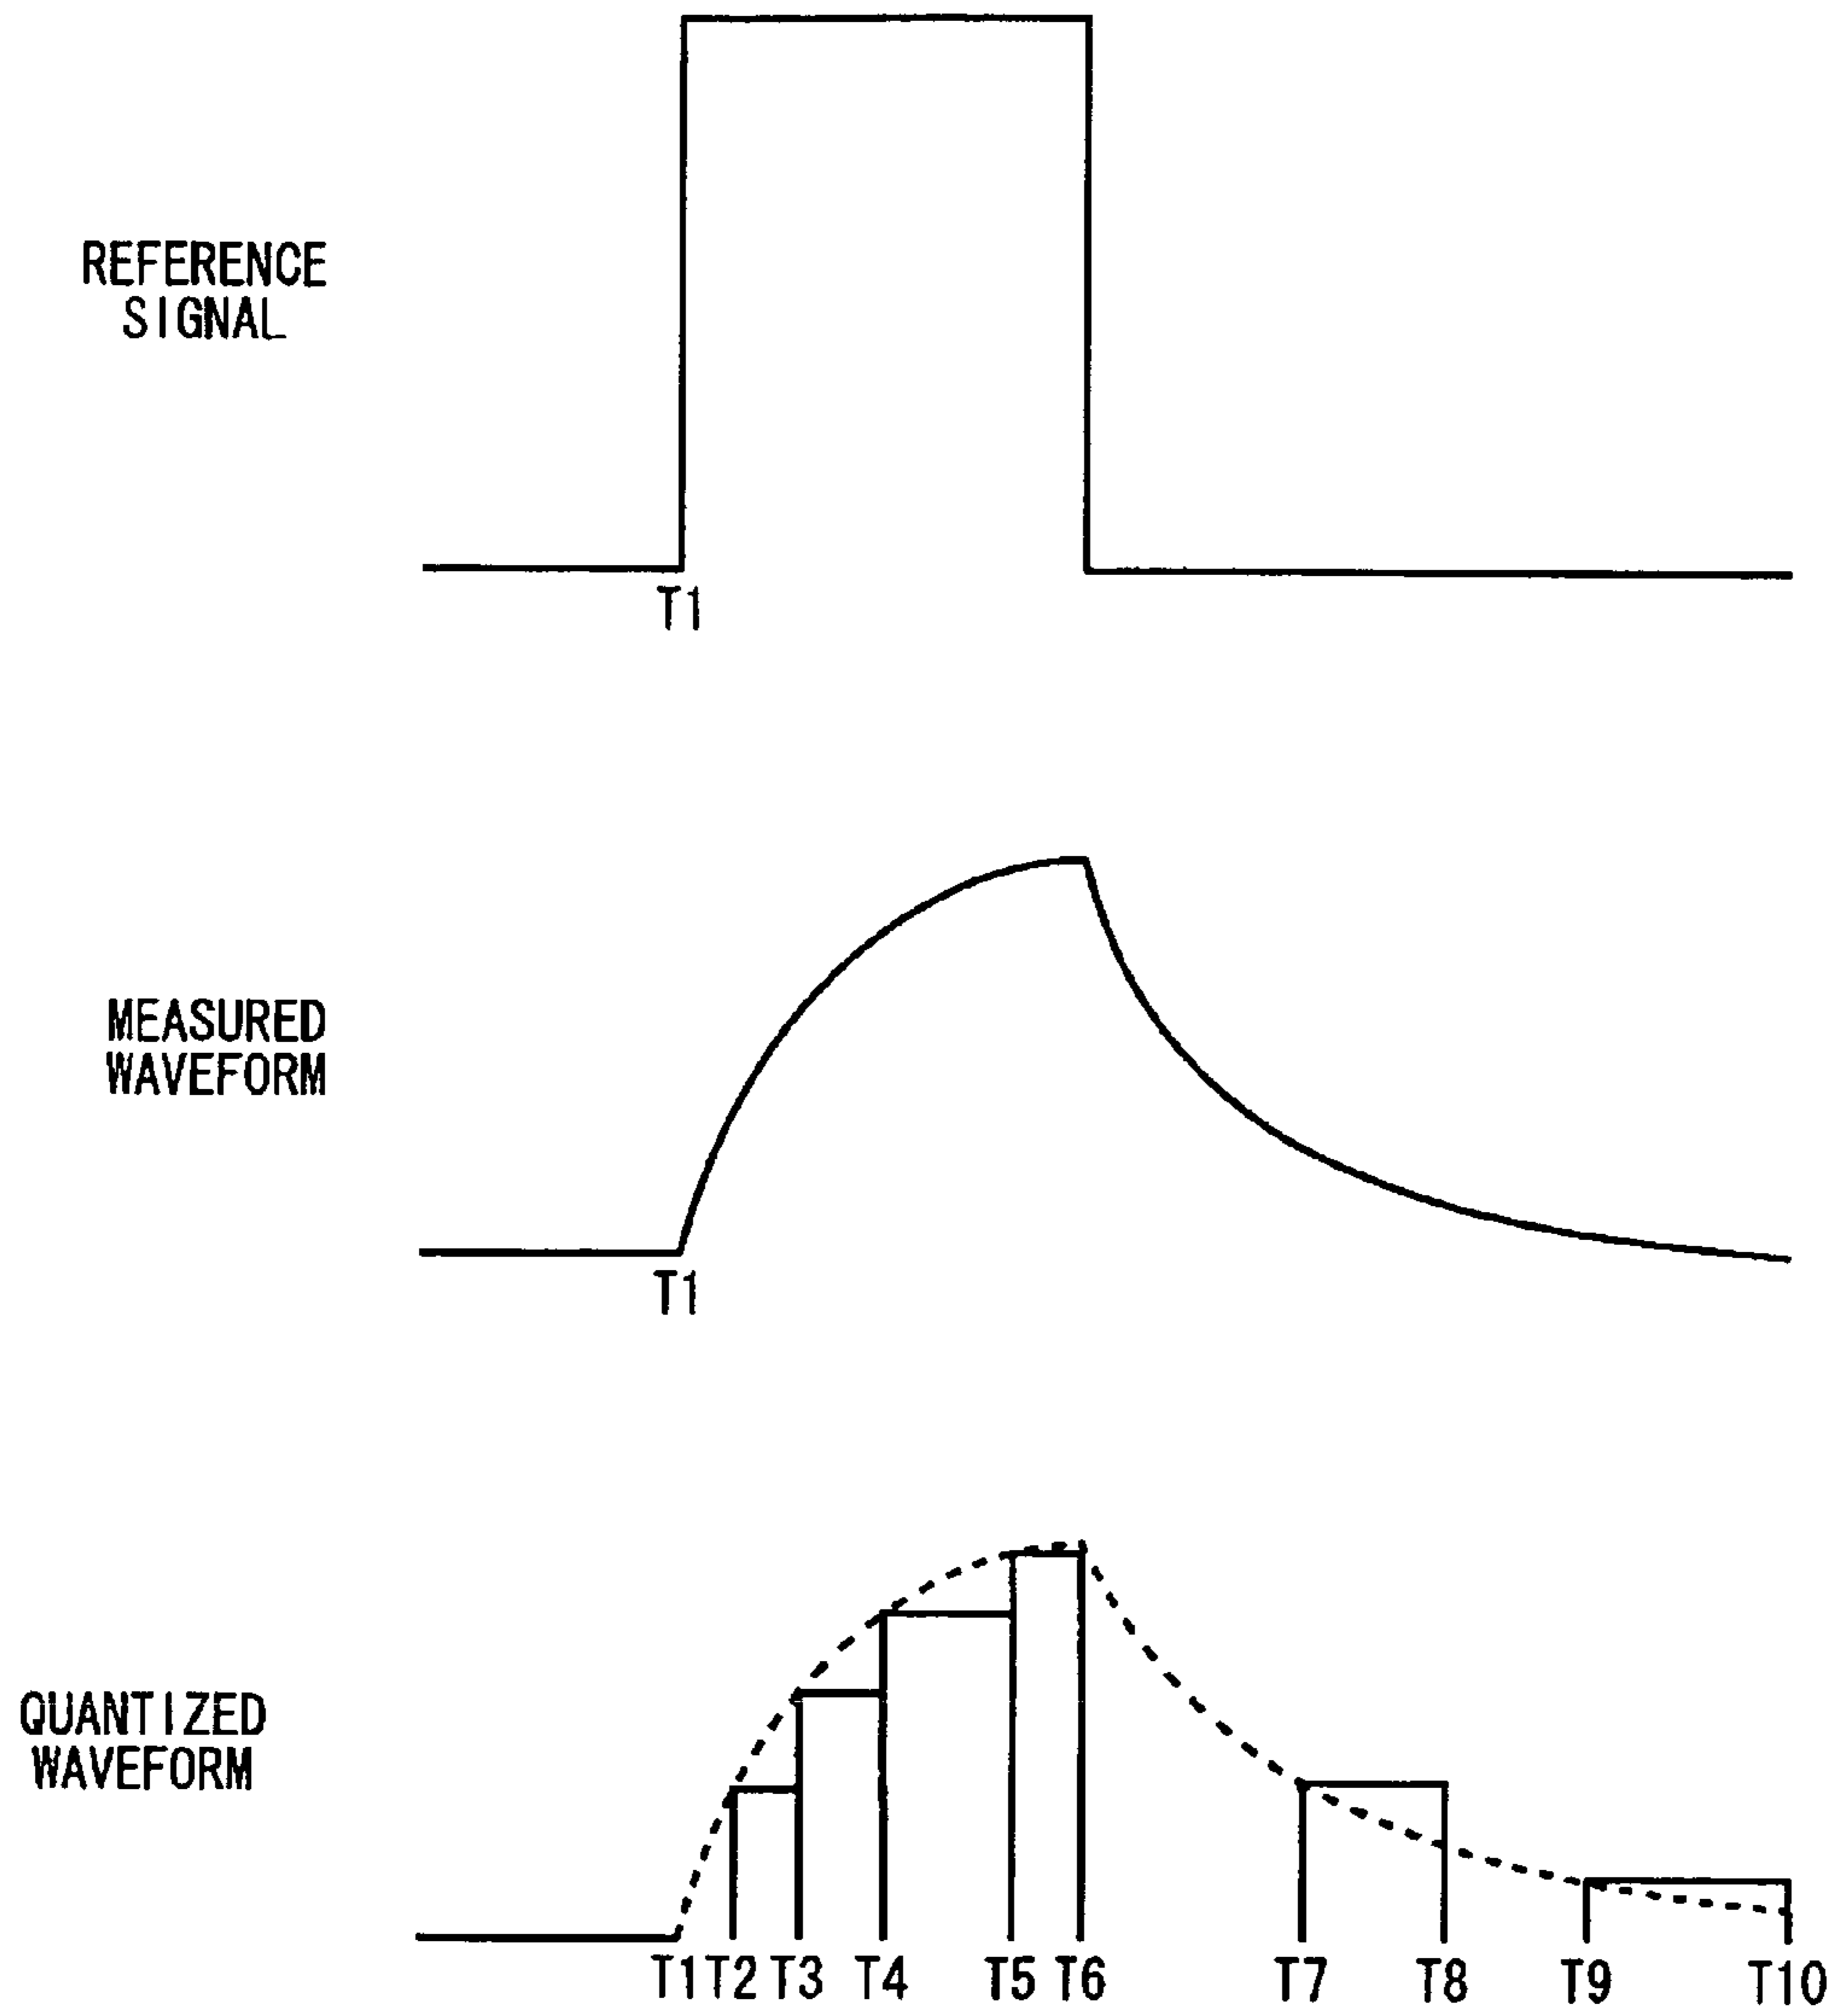 REFERENCE
SIGNAL
T1
MEASURED
WAVEFORM
T1
QUANTIZED
WAVEFORM
T1 T2 T3 T4 T5 T6 T7 T8 T9 T10